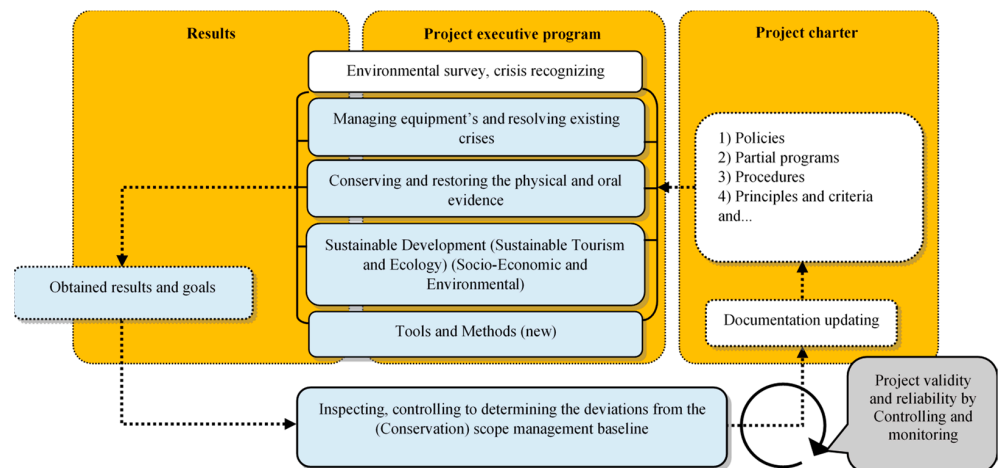 Results
Project executive program
Project charter
Environmental survey, crisis recognizing
Managing equipment's and resolving existing
crises
Conserving and restoring the physical and oral
evidence
Sustainable Development (Sustainable Tourism
and Ecology) (Socio-Economic and
Environmental)
Tools and Methods (new)
1) Policies
2) Partial programs
3) Procedures
4) Principles and criteria
and...
Obtained results and goals
Documentation updating
Inspecting, controlling to determining the deviations from the
(Conservation) scope management baseline
Project validity
and reliability by
Controlling and
monitoring